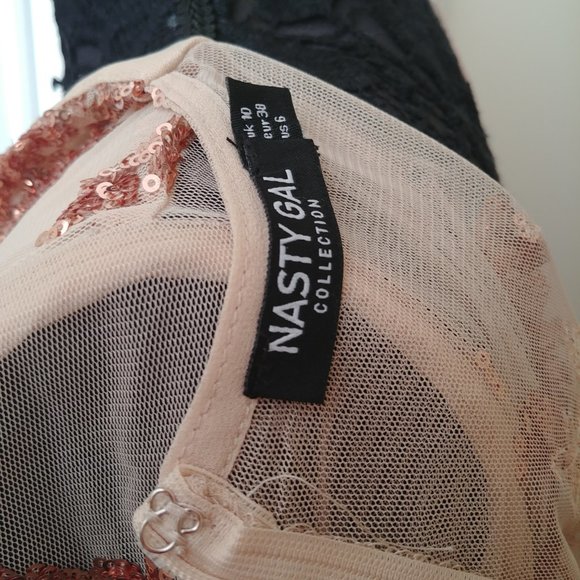 uk 10
eur 38
us 6
NASTY GAL
COLLECTION